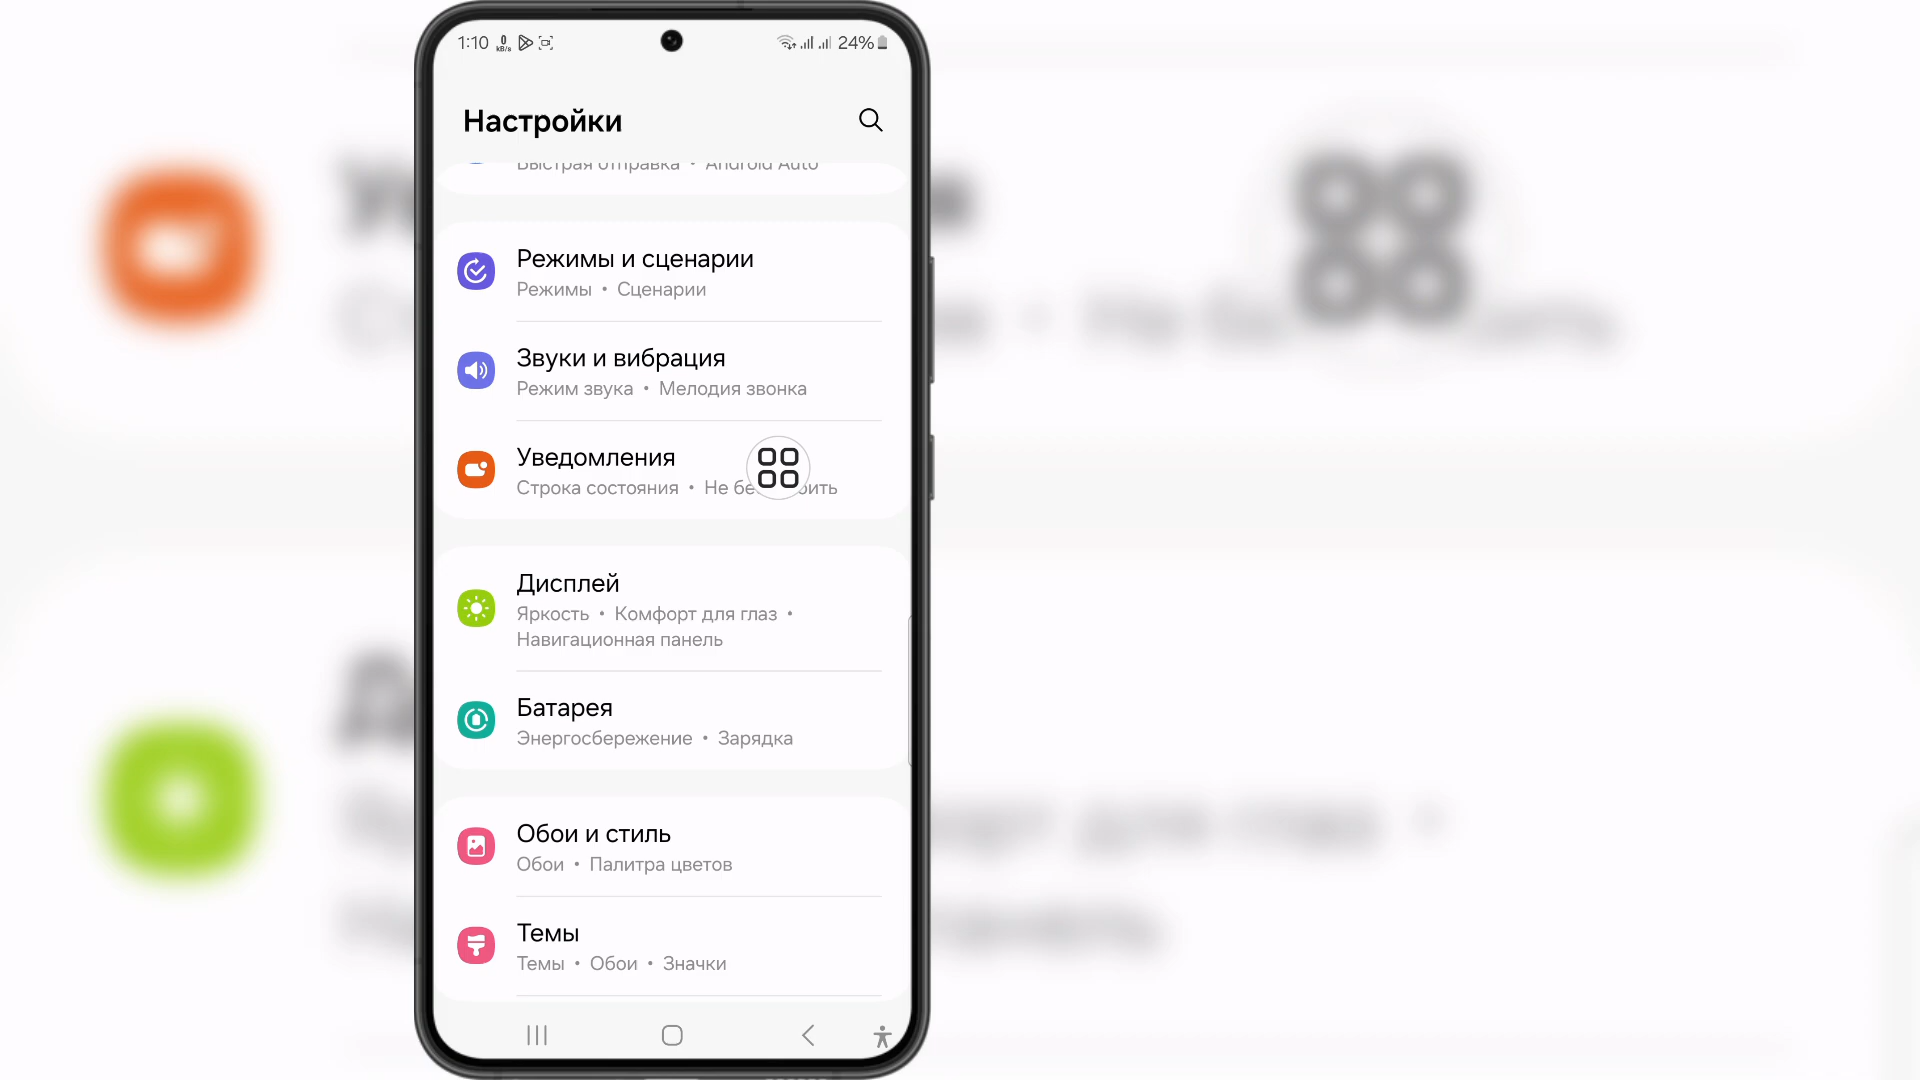 1:10 0 kB/s 24%
Настройки
Быстрая отправка • Android Auto
Режимы и сценарии
Режимы • Сценарии
Звуки и вибрация
Режим звука • Мелодия звонка
Уведомления
Строка состояния • Не
Дисплей
Яркость • Комфорт для глаз •
Навигационная панель
Батарея
Энергосбережение • Зарядка
Обои и стиль
Обои • Палитра цветов
Темы
Темы • Обои • Значки